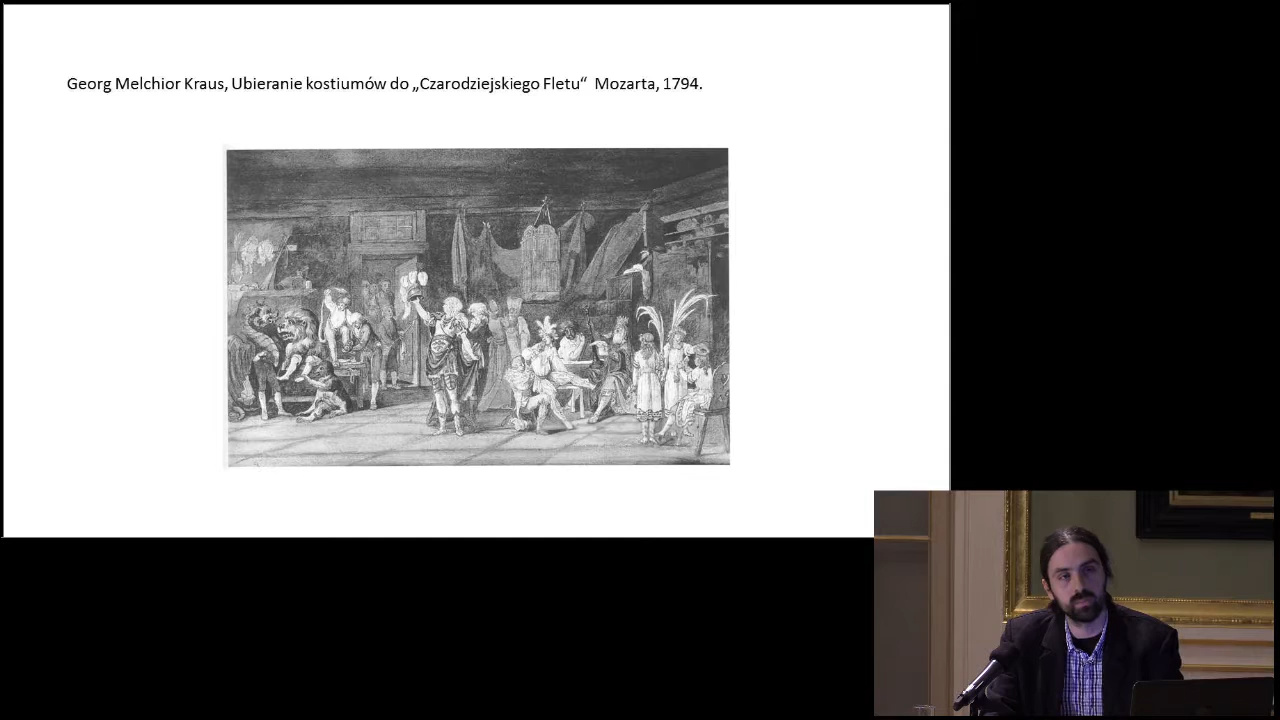 Georg Melchior Kraus, Ubieranie kostiumów do „Czarodziejskiego Fletu“ Mozarta, 1794.